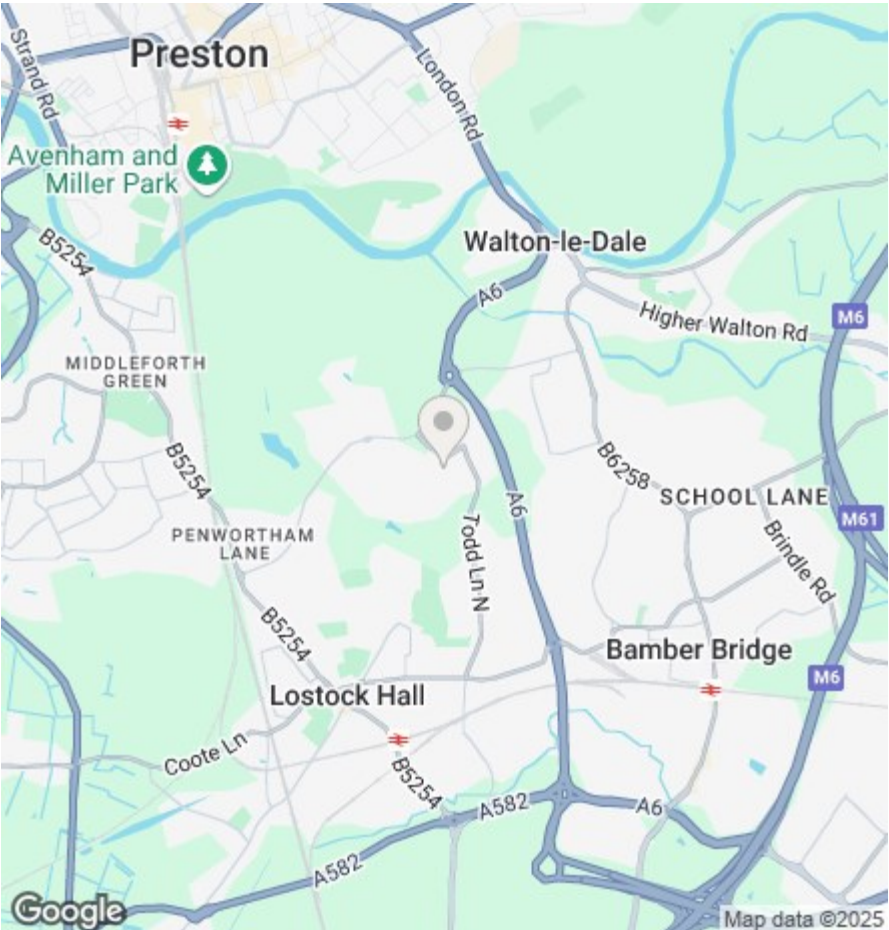 Preston
Strand Rd
London Rd
Avenham and
Miller Park
Walton-le-Dale
B5254
A6
M6
Higher Walton Rd
MIDDLEFORTH
GREEN
B5254
B6258
SCHOOL LANE
A6
M61
PENWORTHAM
LANE
Todd Ln N
Brindle Rd
B5254
Bamber Bridge
M6
Lostock Hall
Coote Ln
B5254
A582
A6
A582
Google
Map data ©2025